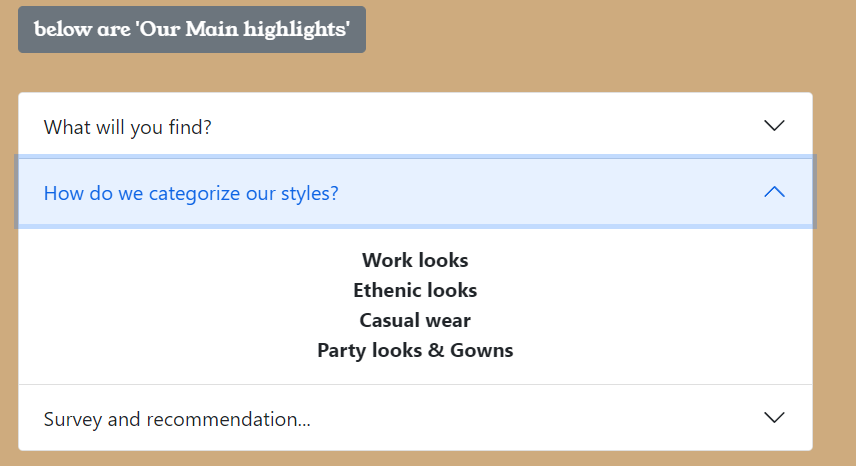 below are 'Our Main highlights'
What will you find?
How do we categorize our styles?
Work looks
Ethenic looks
Casual wear
Party looks & Gowns
Survey and recommendation...